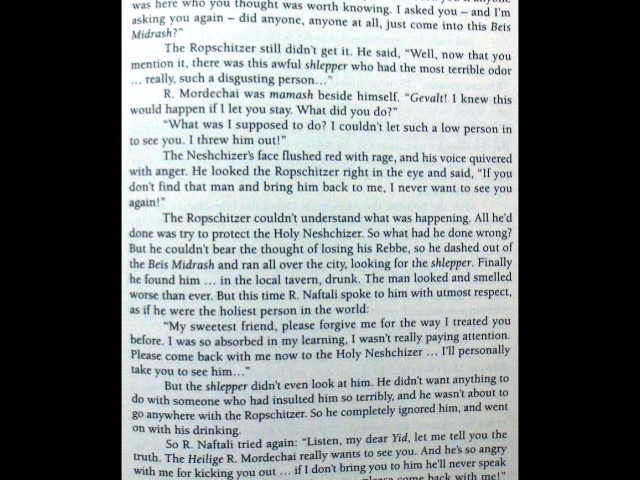 was here who you thought was worth knowing. I asked you – and I'm
asking you again – did anyone, anyone at all, just come into this Beis
Midrash?"
The Ropschitzer still didn't get it. He said, "Well, now that you
mention it, there was this awful shlepper who had the most terrible odor
... really, such a disgusting person..."
R. Mordechai was mamash beside himself. "Gevalt! I knew this
would happen if I let you stay. What did you do?"
"What was I supposed to do? I couldn't let such a low person in
to see you. I threw him out!"
The Neshchizer's face flushed red with rage, and his voice quivered
with anger. He looked the Ropschitzer right in the eye and said, "If you
don't find that man and bring him back to me, I never want to see you
again!"
The Ropschitzer couldn't understand what was happening. All he'd
done was try to protect the Holy Neshchizer. So what had he done wrong?
But he couldn't bear the thought of losing his Rebbe, so he dashed out of
the Beis Midrash and ran all over the city, looking for the shlepper. Finally
he found him ... in the local tavern, drunk. The man looked and smelled
worse than ever. But this time R. Naftali spoke to him with utmost respect,
as if he were the holiest person in the world:
"My sweetest friend, please forgive me for the way I treated you
before. I was so absorbed in my learning, I wasn't really paying attention.
Please come back with me now to the Holy Neshchizer ... I'll personally
take you to see him..."
But the shlepper didn't even look at him. He didn't want anything to
do with someone who had insulted him so terribly, and he wasn't about to
go anywhere with the Ropschitzer. So he completely ignored him, and went
on with his drinking.
So R. Naftali tried again: "Listen, my dear Yid, let me tell you the
truth. The Heilige R. Mordechai really wants to see you. And he's so angry
with me for kicking you out ... if I don't bring you to him he'll never speak
please come back with me!"